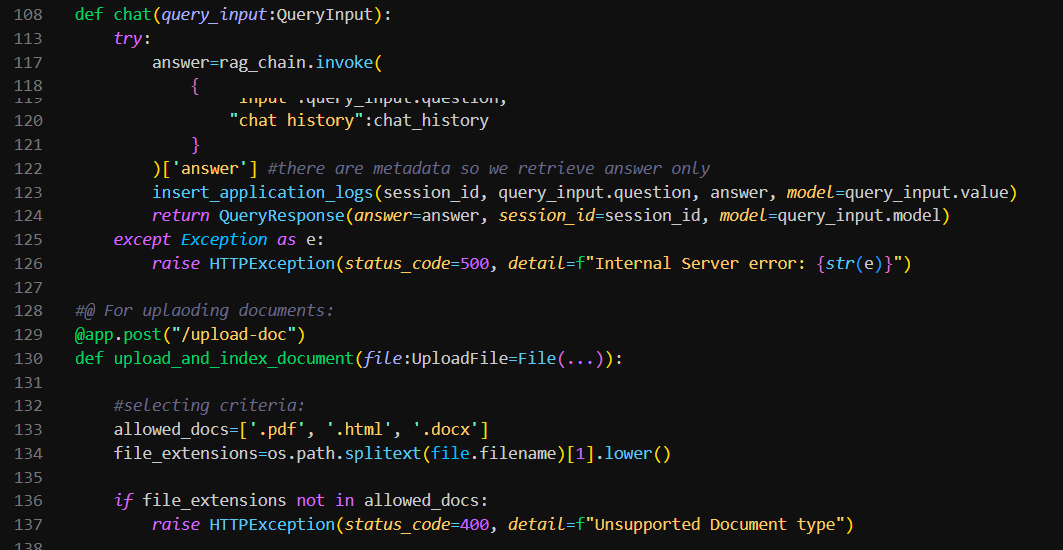 108 def chat(query_input:QueryInput):
113 try:
117 answer=rag_chain.invoke(
118 {
119 "input":query_input.question,
120 "chat history":chat_history
121 }
122 )['answer'] #there are metadata so we retrieve answer only
123 insert_application_logs(session_id, query_input.question, answer, model=query_input.value)
124 return QueryResponse(answer=answer, session_id=session_id, model=query_input.model)
125 except Exception as e:
126 raise HTTPException(status_code=500, detail=f"Internal Server error: {str(e)}")
127
128 #@ For uplaoding documents:
129 @app.post("/upload-doc")
130 def upload_and_index_document(file:UploadFile=File(...)):
131
132 #selecting criteria:
133 allowed_docs=['.pdf', '.html', '.docx']
134 file_extensions=os.path.splitext(file.filename)[1].lower()
135
136 if file_extensions not in allowed_docs:
137 raise HTTPException(status_code=400, detail=f"Unsupported Document type")
138